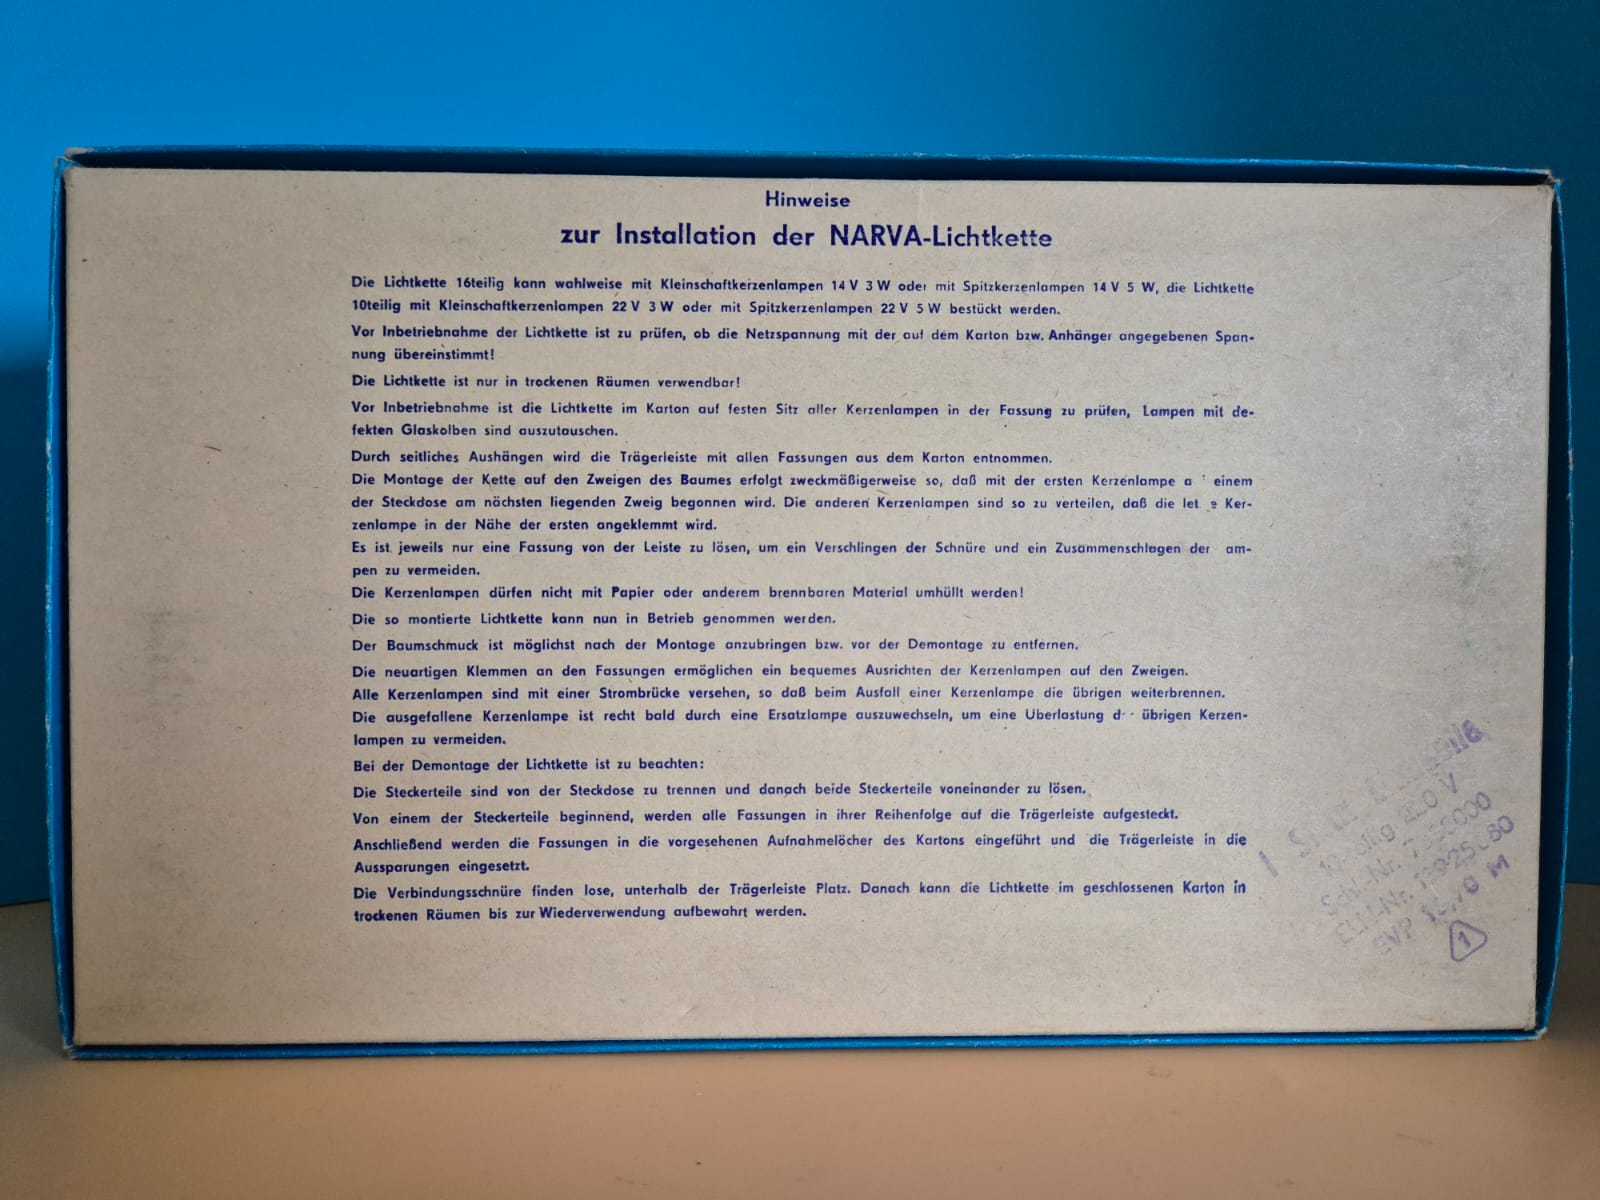 Hinweise
zur Installation der NARVA-Lichtkette
Die Lichtkette 16teilig kann wahlweise mit Kleinschaftkerzenlampen 14 V 3 W oder mit Spitzkerzenlampen 14 V 5 W, die Lichtkette
10teilig mit Kleinschaftkerzenlampen 22 V 3 W oder mit Spitzkerzenlampen 22 V 5 W bestückt werden.
Vor Inbetriebnahme der Lichtkette ist zu prüfen, ob die Netzspannung mit der auf dem Karton bzw. Anhänger angegebenen Span-
nung übereinstimmt!
Die Lichtkette ist nur in trockenen Räumen verwendbar!
Vor Inbetriebnahme ist die Lichtkette im Karton auf festen Sitz aller Kerzenlampen in der Fassung zu prüfen, Lampen mit de-
fekten Glaskolben sind auszutauschen.
Durch seitliches Aushängen wird die Trägerleiste mit allen Fassungen aus dem Karton entnommen.
Die Montage der Kette auf den Zweigen des Baumes erfolgt zweckmäßigerweise so, daß mit der ersten Kerzenlampe a einem
der Steckdose am nächsten liegenden Zweig begonnen wird. Die anderen Kerzenlampen sind so zu verteilen, daß die let e Ker-
zenlampe in der Nähe der ersten angeklemmt wird.
Es ist jeweils nur eine Fassung von der Leiste zu lösen, um ein Verschlingen der Schnüre und ein Zusammenschlagen der am-
pen zu vermeiden.
Die Kerzenlampen dürfen nicht mit Papier oder anderem brennbaren Material umhüllt werden!
Die so montierte Lichtkette kann nun in Betrieb genommen werden.
Der Baumschmuck ist möglichst nach der Montage anzubringen bzw. vor der Demontage zu entfernen.
Die neuartigen Klemmen an den Fassungen ermöglichen ein bequemes Ausrichten der Kerzenlampen auf den Zweigen.
Alle Kerzenlampen sind mit einer Strombrücke versehen, so daß beim Ausfall einer Kerzenlampe die übrigen weiterbrennen.
Die ausgefallene Kerzenlampe ist recht bald durch eine Ersatzlampe auszuwechseln, um eine Uberlastung d übrigen Kerzen-
lampen zu vermeiden.
Bei der Demontage der Lichtkette ist zu beachten:
Die Steckerteile sind von der Steckdose zu trennen und danach beide Steckerteile voneinander zu lösen.
Von einem der Steckerteile beginnend, werden alle Fassungen in ihrer Reihenfolge auf die Trägerleiste aufgesteckt.
Anschließend werden die Fassungen in die vorgesehenen Aufnahmelöcher des Kartons eingeführt und die Trägerleiste in die
Aussparungen eingesetzt.
Die Verbindungsschnüre finden lose, unterhalb der Trägerleiste Platz. Danach kann die Lichtkette im geschlossenen Karton in
trockenen Räumen bis zur Wiederverwendung aufbewahrt werden.
V
EVP M
1